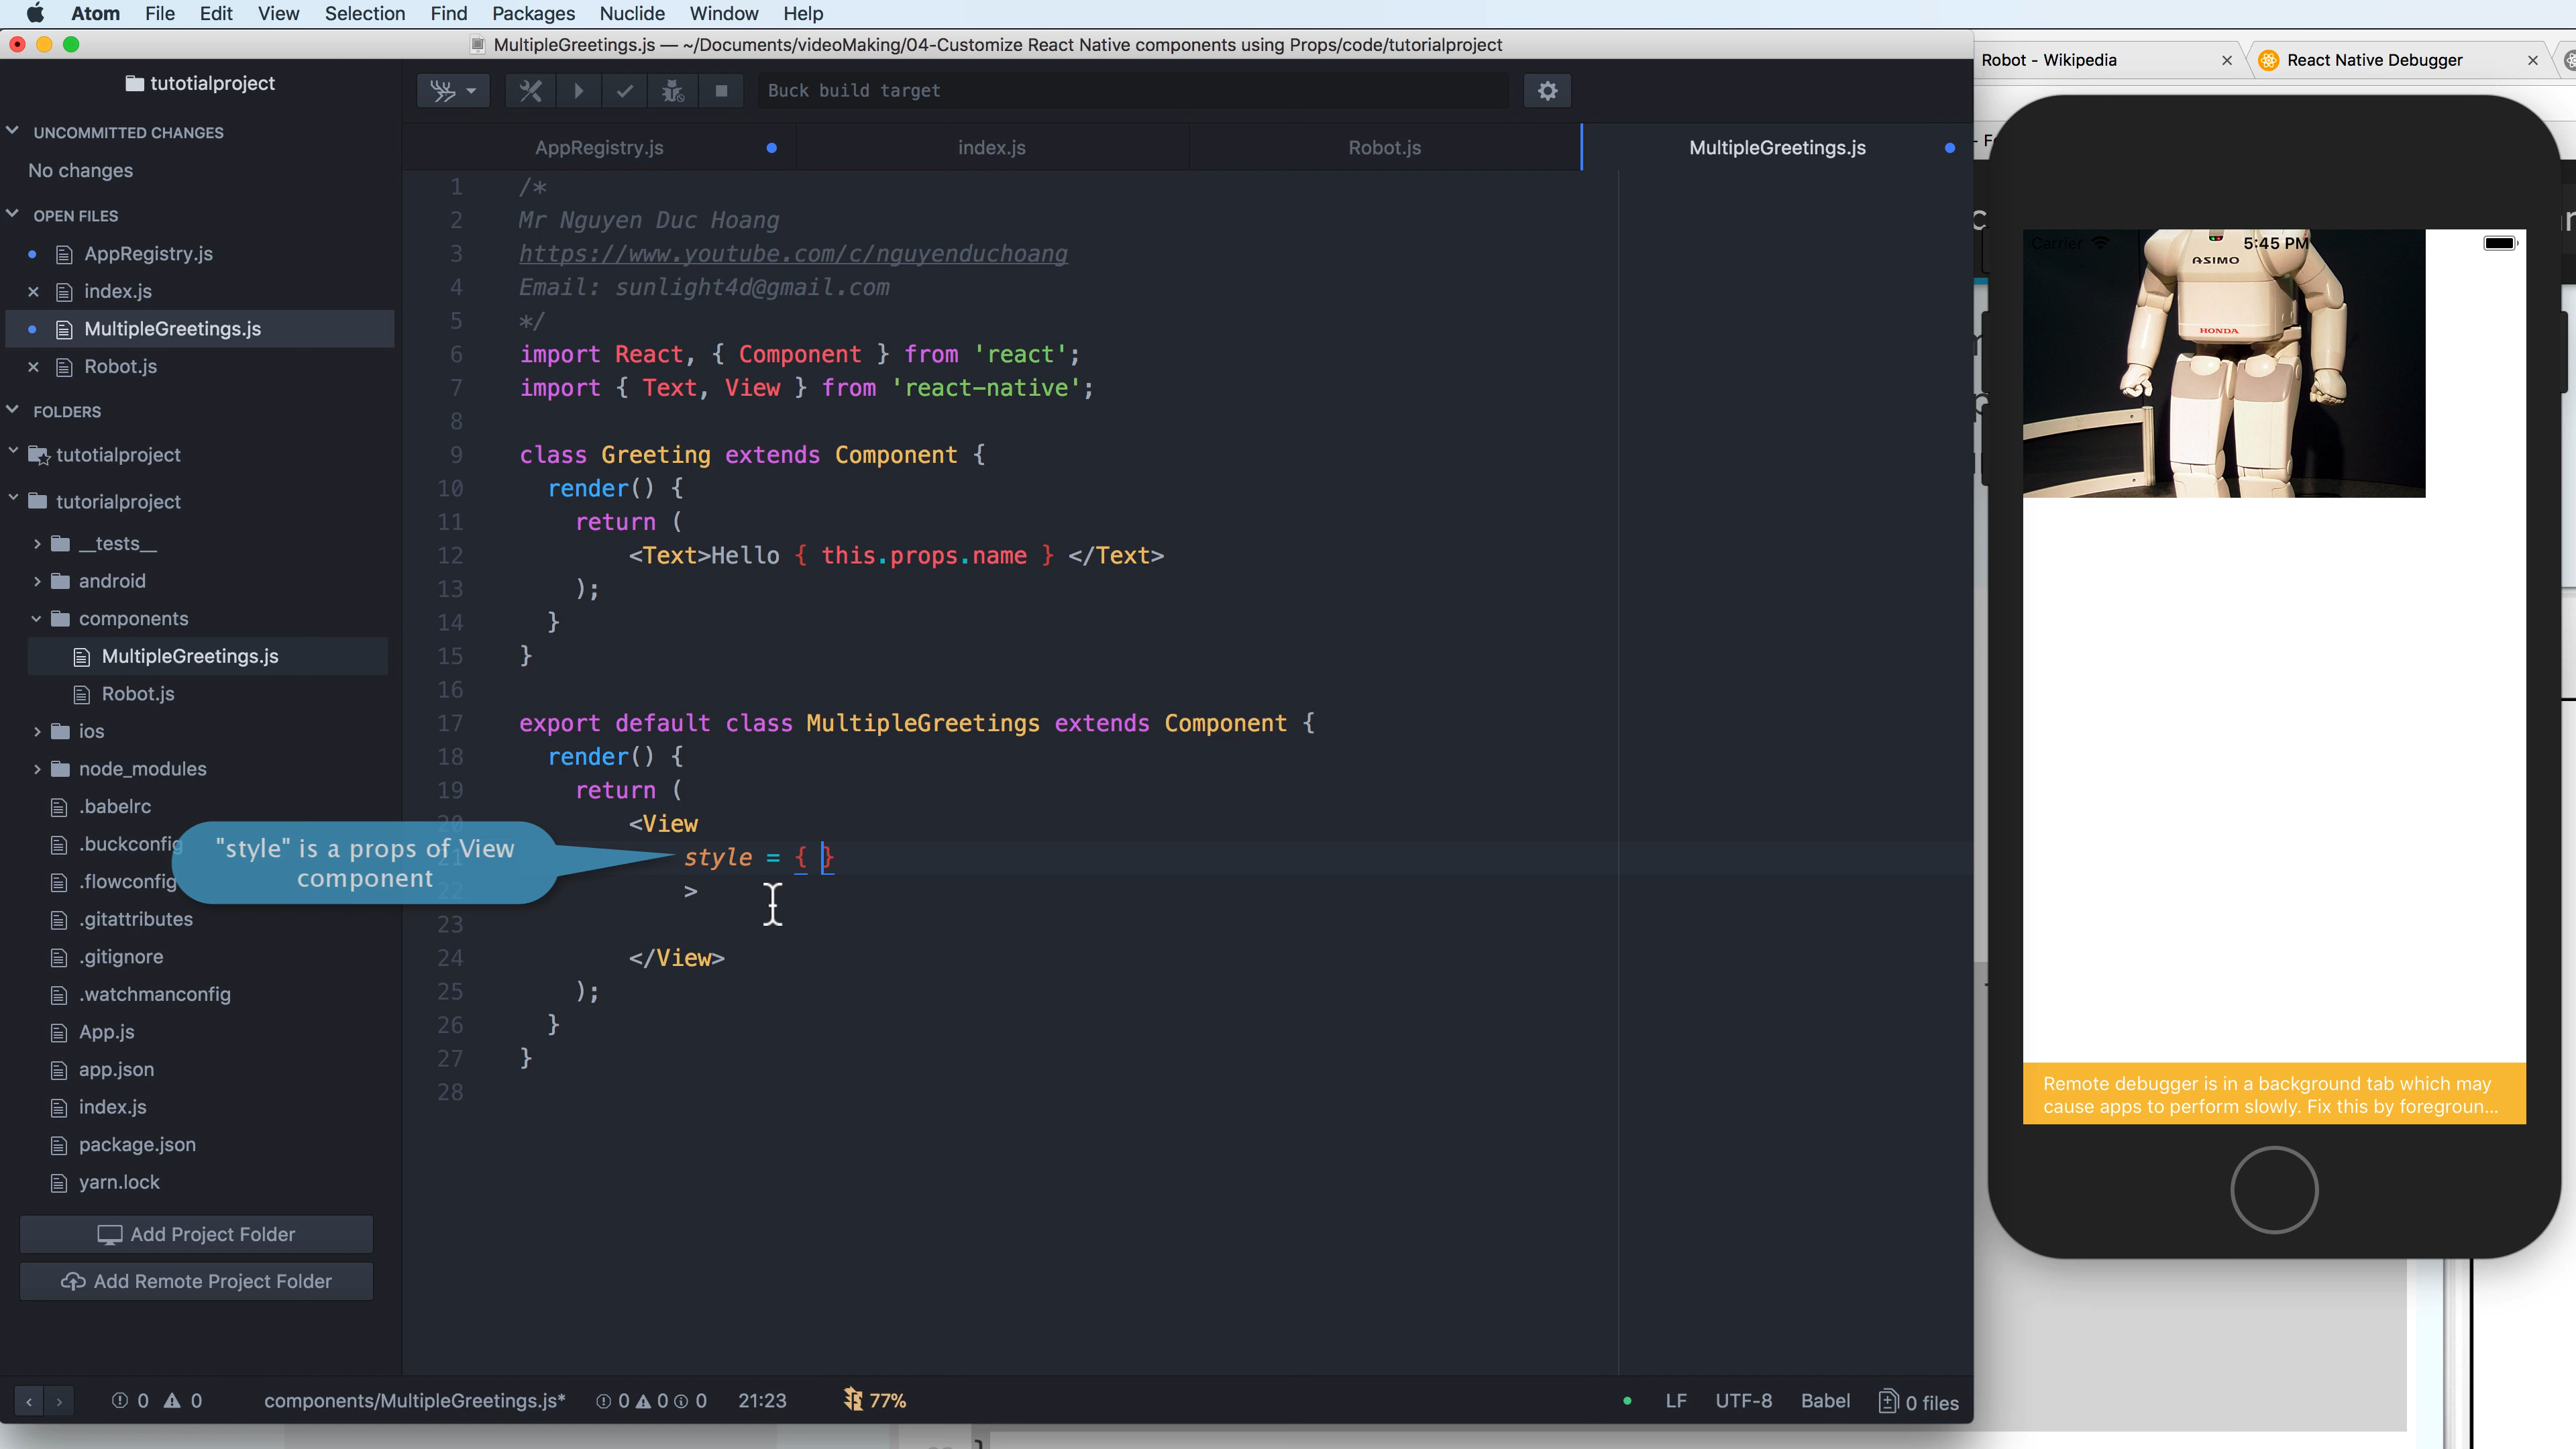 Atom File Edit View Selection Find Packages Nuclide Window Help
MultipleGreetings.js — ~/Documents/videoMaking/04-Customize React Native components using Props/code/tutorialproject
Robot - Wikipedia
React Native Debugger
tutotialproject
Buck build target
UNCOMMITTED CHANGES
No changes
OPEN FILES
AppRegistry.js
index.js
MultipleGreetings.js
Robot.js
FOLDERS
tutotialproject
tutorialproject
__tests__
android
components
MultipleGreetings.js
Robot.js
ios
node_modules
.babelrc
.buckconfig
.flowconfig
.gitattributes
.gitignore
.watchmanconfig
App.js
app.json
index.js
package.json
yarn.lock
Add Project Folder
Add Remote Project Folder
AppRegistry.js
index.js
Robot.js
MultipleGreetings.js
1 /*
2 Mr Nguyen Duc Hoang
3 https://www.youtube.com/c/nguyenduchoang
4 Email: sunlight4d@gmail.com
5 */
6 import React, { Component } from 'react';
7 import { Text, View } from 'react-native';
8
9 class Greeting extends Component {
10 render() {
11 return (
12 <Text>Hello { this.props.name } </Text>
13 );
14 }
15 }
16
17 export default class MultipleGreetings extends Component {
18 render() {
19 return (
20 <View
21 style = { }
22 >
23
24 </View>
25 );
26 }
27 }
28
"style" is a props of View
component
Carrier 5:45 PM
ASIMO
HONDA
Remote debugger is in a background tab which may
cause apps to perform slowly. Fix this by foregroun...
0 0 components/MultipleGreetings.js* 0 0 0 21:23 77% LF UTF-8 Babel 0 files